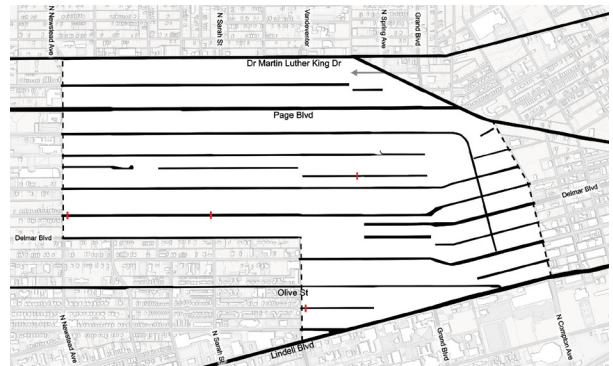 N Newstead Ave
N Sarah St
Vandeventer
N Spring Ave
Grand Blvd
Dr Martin Luther King Dr
Page Blvd
Delmar Blvd
Delmar Blvd
Olive St
Lindell Blvd
N Newstead Ave
N Sarah St
Grand Blvd
N Compton Ave